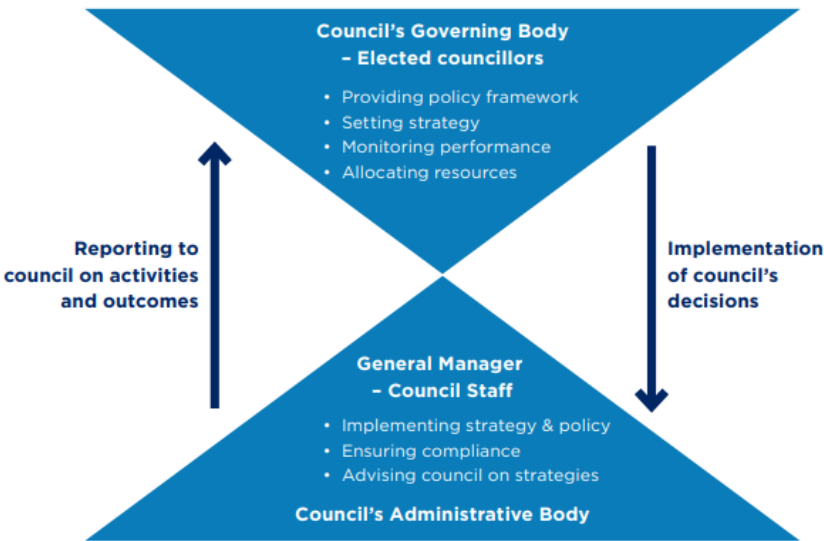 Council's Governing Body
– Elected councillors
• Providing policy framework
• Setting strategy
• Monitoring performance
• Allocating resources
Reporting to
council on activities
and outcomes
Implementation
of council's
decisions
General Manager
– Council Staff
• Implementing strategy & policy
• Ensuring compliance
• Advising council on strategies
Council's Administrative Body